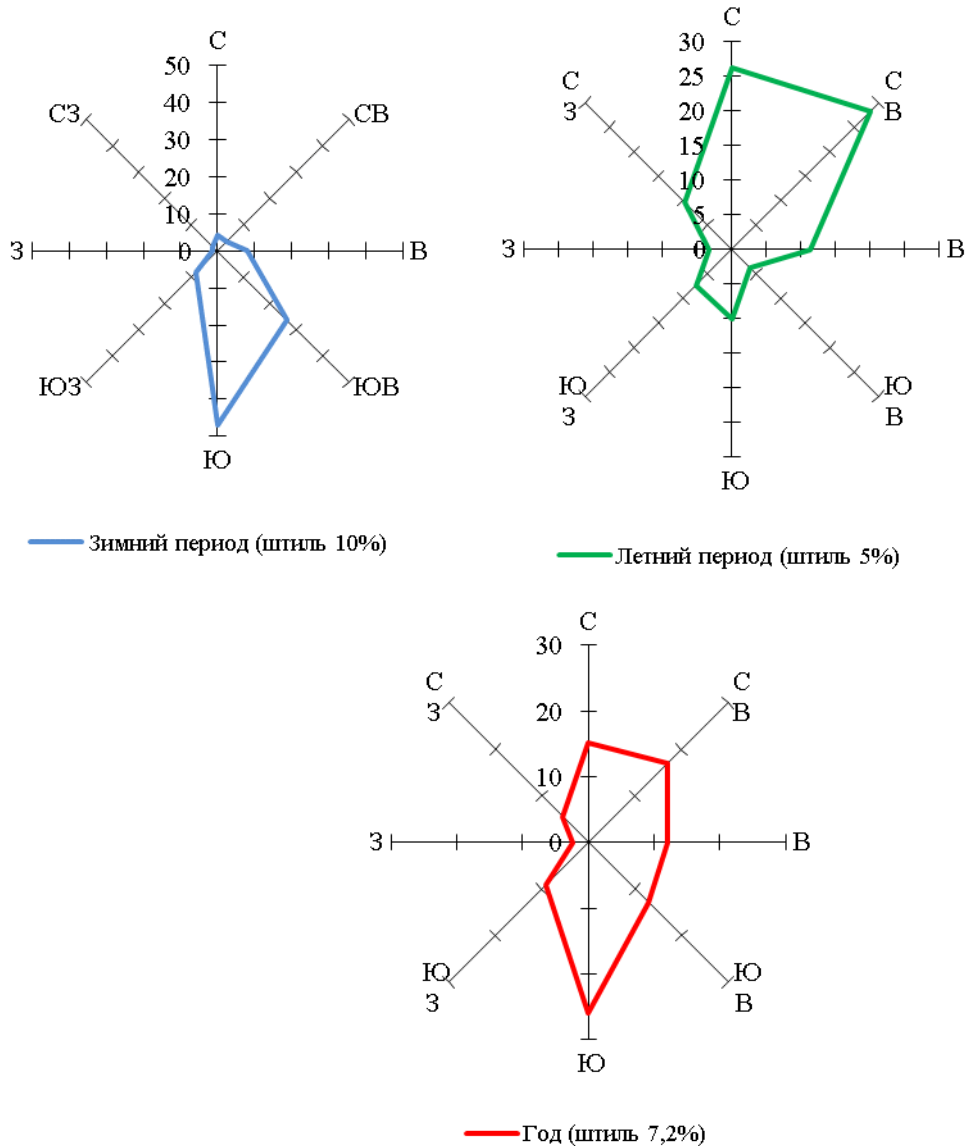 С
50
40
30
20
10
0
СЗ
СВ
З
В
ЮЗ
ЮВ
Ю
Зимний период (штиль 10%)
С
30
25
20
15
10
5
0
С
З
С
В
З
В
Ю
З
Ю
В
Ю
Летний период (штиль 5%)
С
30
20
10
0
С
З
С
В
З
В
Ю
З
Ю
В
Ю
Год (штиль 7,2%)